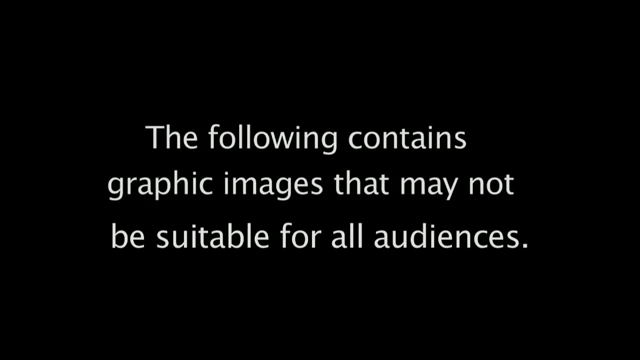 The following contains
graphic images that may not
be suitable for all audiences.